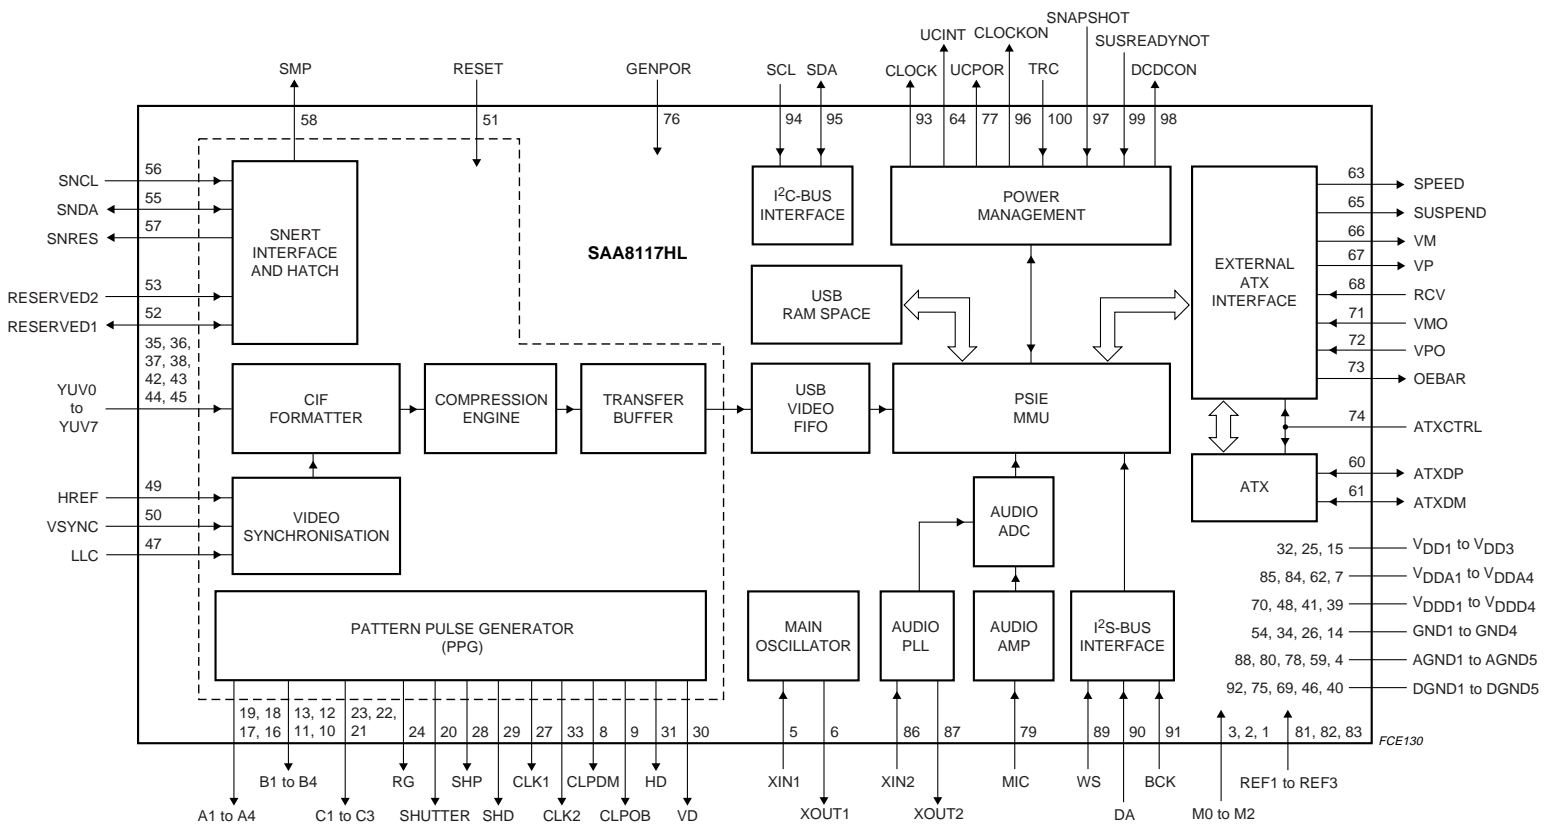 SNAPSHOT
UCINT
CLOCKON
SUSREADYNOT
SMP
RESET
GENPOR
SCL
SDA
CLOCK
UCPOR
TRC
DCDCON
58
51
76
94
95
93
64
77
96
100
97
99
98
SNCL
56
SNDA
55
SNRES
57
RESERVED2
53
RESERVED1
52
SNERT
INTERFACE
AND HATCH
SAA8117HL
I2C-BUS
INTERFACE
POWER
MANAGEMENT
USB
RAM SPACE
EXTERNAL
ATX
INTERFACE
63
SPEED
65
SUSPEND
66
VM
67
VP
68
RCV
71
VMO
72
VPO
73
OEBAR
74
ATXCTRL
60
ATXDP
61
ATXDM
35, 36,
37, 38,
42, 43
44, 45
YUV0
to
YUV7
CIF
FORMATTER
COMPRESSION
ENGINE
TRANSFER
BUFFER
USB
VIDEO
FIFO
PSIE
MMU
ATX
HREF
49
VSYNC
50
LLC
47
VIDEO
SYNCHRONISATION
AUDIO
ADC
32, 25, 15
VDD1 to VDD3
85, 84, 62, 7
VDDA1 to VDDA4
70, 48, 41, 39
VDDD1 to VDDD4
54, 34, 26, 14
GND1 to GND4
88, 80, 78, 59, 4
AGND1 to AGND5
92, 75, 69, 46, 40
DGND1 to DGND5
PATTERN PULSE GENERATOR
(PPG)
MAIN
OSCILLATOR
AUDIO
PLL
AUDIO
AMP
I2S-BUS
INTERFACE
19, 18
17, 16
13, 12
11, 10
23, 22,
21
24
20
28
29
27
33
8
9
31
30
5
6
86
87
79
89
90
91
3, 2, 1
81, 82, 83
FCE130
B1 to B4
RG
SHP
CLK1
CLPDM
HD
XIN1
XIN2
MIC
WS
BCK
REF1 to REF3
A1 to A4
C1 to C3
SHUTTER
SHD
CLK2
CLPOB
VD
XOUT1
XOUT2
DA
M0 to M2